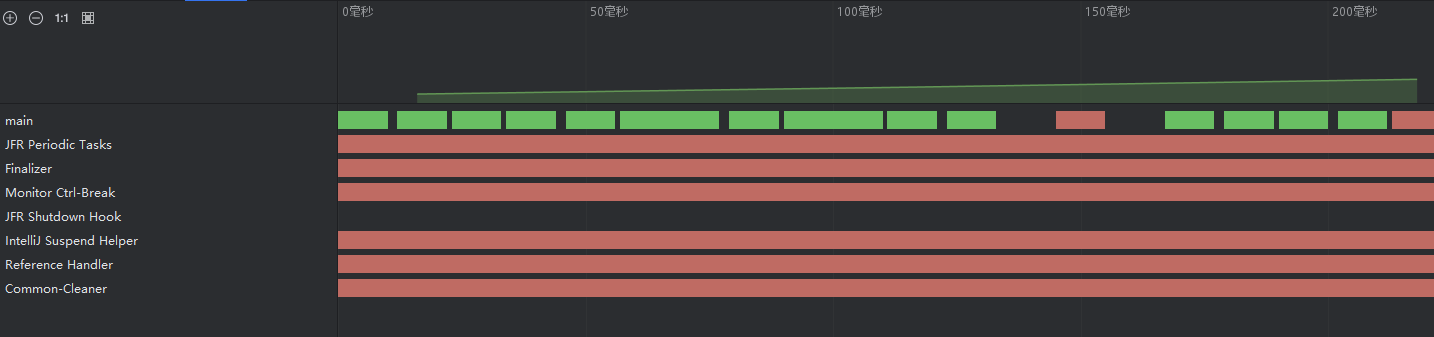 1:1
0毫秒 50毫秒 100毫秒 150毫秒 200毫秒
main
JFR Periodic Tasks
Finalizer
Monitor Ctrl-Break
JFR Shutdown Hook
IntelliJ Suspend Helper
Reference Handler
Common-Cleaner